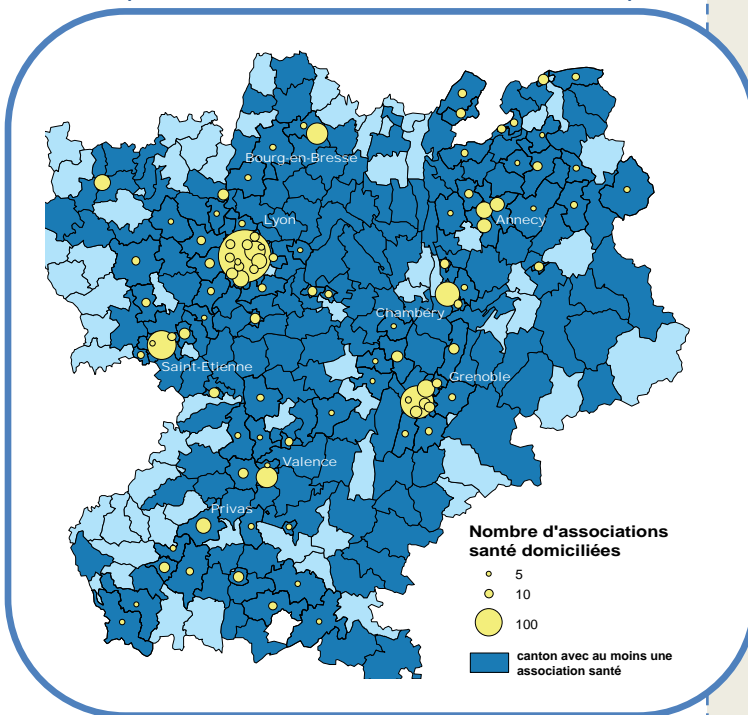 Bourg-en-Bresse
Lyon
Annecy
Chambéry
Saint-Etienne
Grenoble
Valence
Privas
Nombre d'associations
santé domiciliées
5
10
100
canton avec au moins une
association santé